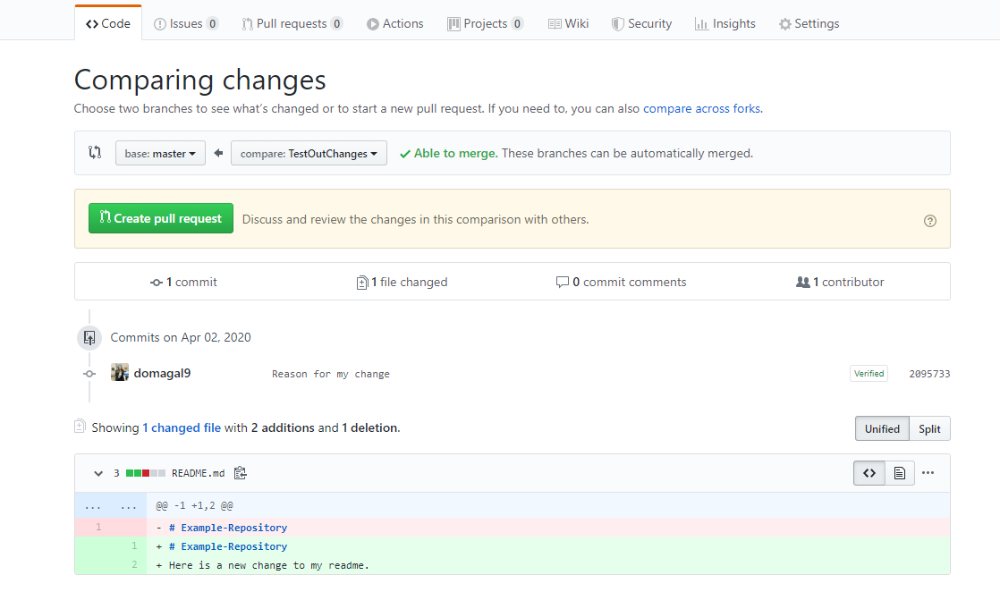 Code Issues 0 Pull requests 0 Actions Projects 0 Wiki Security Insights Settings
Comparing changes
Choose two branches to see what's changed or to start a new pull request. If you need to, you can also compare across forks.
base: master compare: TestOutChanges Able to merge. These branches can be automatically merged.
Create pull request Discuss and review the changes in this comparison with others.
1 commit 1 file changed 0 commit comments 1 contributor
Commits on Apr 02, 2020
domagal9 Reason for my change Verified 2095733
Showing 1 changed file with 2 additions and 1 deletion.
Unified Split
3 README.md
... ... @@ -1 +1,2 @@
1 - # Example-Repository
1 + # Example-Repository
2 + Here is a new change to my readme.